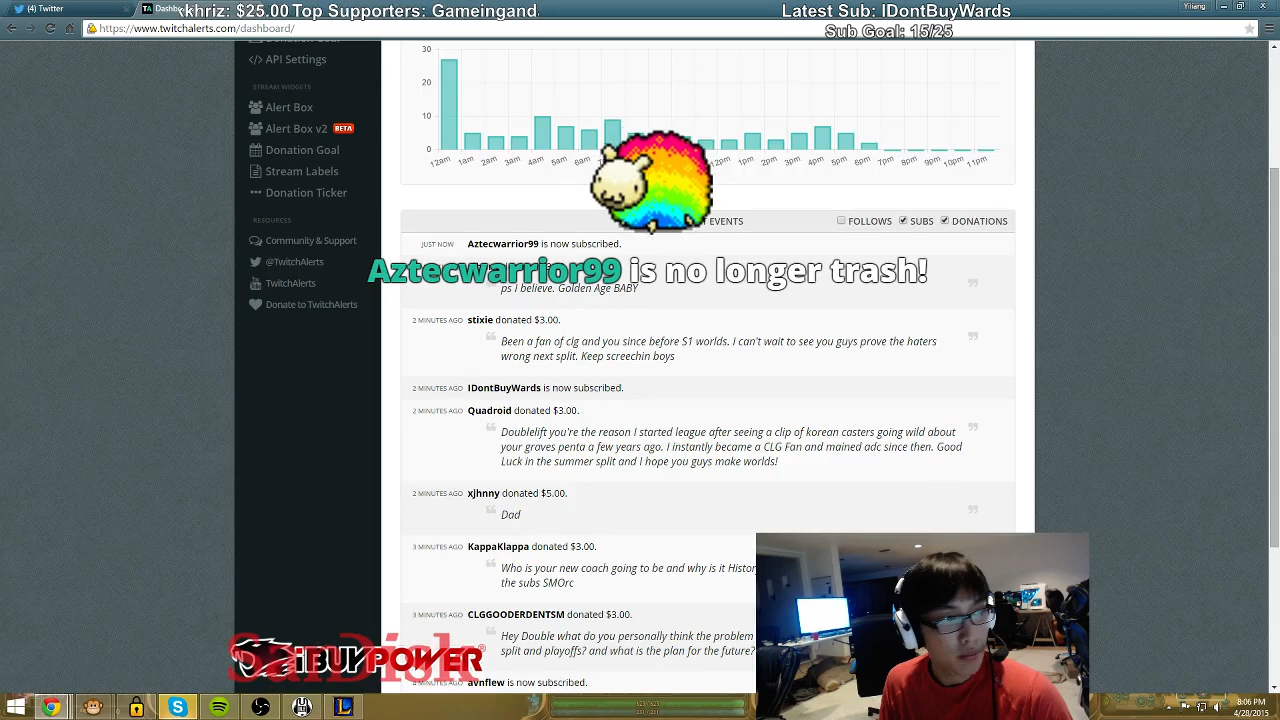 (4) Twitter
Dashb
khriz: $25.00 Top Supporters: Gameingand.
Latest Sub: IDontBuyWards
Yiliang
https://www.twitchalerts.com/dashboard/
Sub Goal: 15/25
API Settings
STREAM WIDGETS
Alert Box
Alert Box v2 BETA
Donation Goal
Stream Labels
Donation Ticker
RESOURCES
Community & Support
@TwitchAlerts
TwitchAlerts
Donate to TwitchAlerts
30
20
10
0
12am 1am 2am 3am 4am 5am 6am 12pm 1pm 2pm 3pm 4pm 5pm 6pm 7pm 8pm 9pm 10pm 11pm
EVENTS
FOLLOWS SUBS DONATIONS
JUST NOW Aztecwarrior99 is now subscribed.
Aztecwarrior99 is no longer trash!
ps I believe. Golden Age BABY
2 MINUTES AGO stixie donated $3.00.
Been a fan of clg and you since before S1 worlds. I can't wait to see you guys prove the haters
wrong next split. Keep screechin boys
2 MINUTES AGO IDontBuyWards is now subscribed.
2 MINUTES AGO Quadroid donated $3.00.
Doublelift you're the reason I started league after seeing a clip of korean casters going wild about
your graves penta a few years ago. I instantly became a CLG Fan and mained adc since then. Good
Luck in the summer split and I hope you guys make worlds!
2 MINUTES AGO xjhnny donated $5.00.
Dad
3 MINUTES AGO KappaKlappa donated $3.00.
Who is your new coach going to be and why is it Histor
the subs SMOrc
3 MINUTES AGO CLGGOODERDENTSM donated $3.00.
Hey Double what do you personally think the problem
split and playoffs? and what is the plan for the future?
SanDisk
iBUYPOWER®
4 MINUTES AGO avnflew is now subscribed.
623 / 623
231 / 231
8:06 PM
4/28/2015